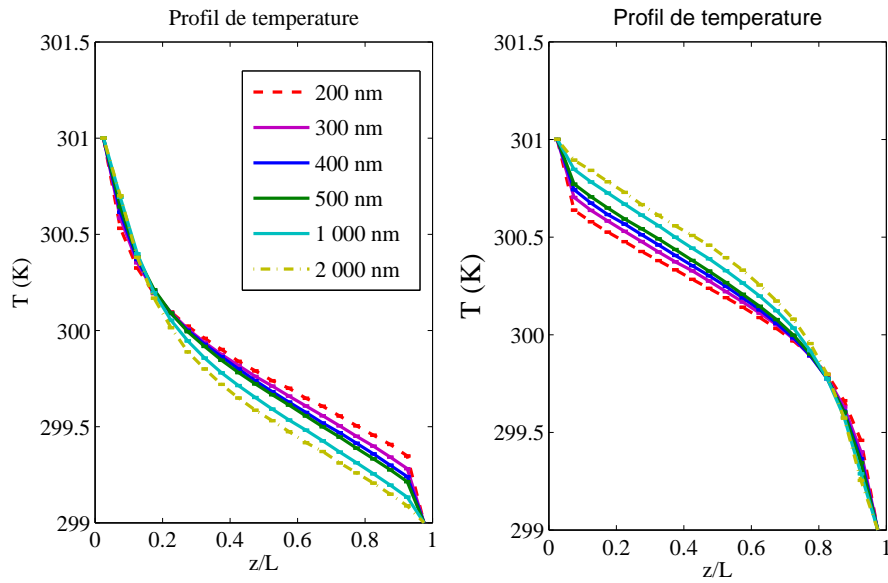 Profil de temperature
301.5
301
300.5
300
299.5
299
T (K)
0
0.2
0.4
0.6
0.8
1
z/L
200 nm
300 nm
400 nm
500 nm
1 000 nm
2 000 nm
Profil de temperature
301.5
301
300.5
300
299.5
299
T (K)
0
0.2
0.4
0.6
0.8
1
z/L